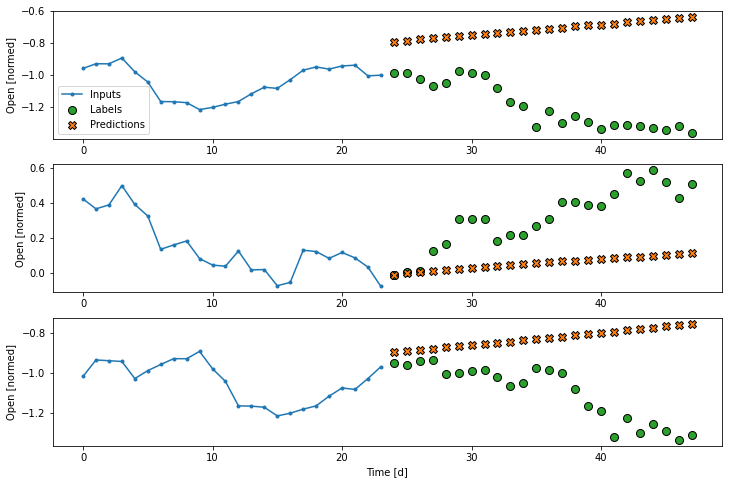 −0.6
−0.8
−1.0
−1.2
Open [normed]
Inputs
Labels
Predictions
0 10 20 30 40
0.6
0.4
0.2
0.0
Open [normed]
0 10 20 30 40
−0.8
−1.0
−1.2
Open [normed]
0 10 20 30 40
Time [d]